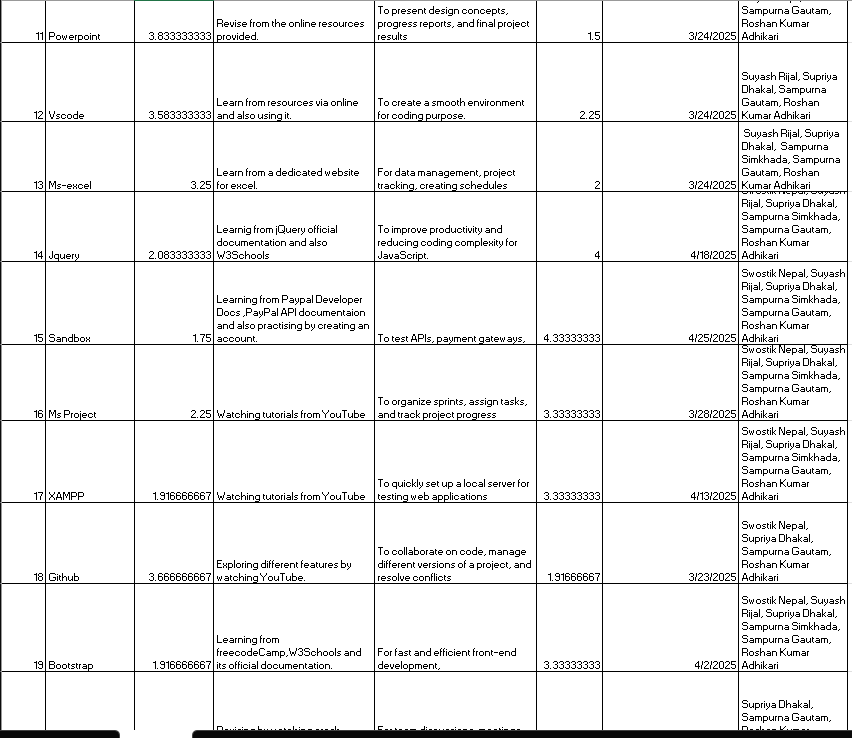 Sampurna Gautam,
Roshan Kumar
11 Powerpoint 3.833333333 Revise from the online resources provided. To present design concepts, progress reports, and final project results 1.5 3/24/2025 Adhikari
12 Vscode 3.583333333 Learn from resources via online and also using it. To create a smooth environment for coding purpose. 2.25 3/24/2025 Suyash Rijal, Supriya Dhakal, Sampurna Gautam, Roshan Kumar Adhikari
13 Ms-excel 3.25 Learn from a dedicated website for excel. For data management, project tracking, creating schedules 2 3/24/2025 Suyash Rijal, Supriya Dhakal, Sampurna Simkhada, Sampurna Gautam, Roshan Kumar Adhikari
14 Jquery 2.083333333 Learnig from jQuery official documentation and also W3Schools To improve productivity and reducing coding complexity for JavaScript. 4 4/18/2025 Swostik Nepal, Suyash Rijal, Supriya Dhakal, Sampurna Simkhada, Sampurna Gautam, Roshan Kumar Adhikari
15 Sandbox 1.75 Learning from Paypal Developer Docs ,PayPal API documentaion and also practising by creating an account. To test APIs, payment gateways, 4.33333333 4/25/2025 Swostik Nepal, Suyash Rijal, Supriya Dhakal, Sampurna Simkhada, Sampurna Gautam, Roshan Kumar Adhikari
16 Ms Project 2.25 Watching tutorials from YouTube To organize sprints, assign tasks, and track project progress 3.33333333 3/28/2025 Swostik Nepal, Suyash Rijal, Supriya Dhakal, Sampurna Simkhada, Sampurna Gautam, Roshan Kumar Adhikari
17 XAMPP 1.916666667 Watching tutorials from YouTube To quickly set up a local server for testing web applications 3.33333333 4/13/2025 Swostik Nepal, Suyash Rijal, Supriya Dhakal, Sampurna Simkhada, Sampurna Gautam, Roshan Kumar Adhikari
18 Github 3.666666667 Exploring different features by watching YouTube. To collaborate on code, manage different versions of a project, and resolve conflicts 1.91666667 3/23/2025 Swostik Nepal, Supriya Dhakal, Sampurna Gautam, Roshan Kumar Adhikari
19 Bootstrap 1.916666667 Learning from freecodeCamp,W3Schools and its official documentation. For fast and efficient front-end development, 3.33333333 4/2/2025 Swostik Nepal, Suyash Rijal, Supriya Dhakal, Sampurna Simkhada, Sampurna Gautam, Roshan Kumar Adhikari
Supriya Dhakal,
Sampurna Gautam,